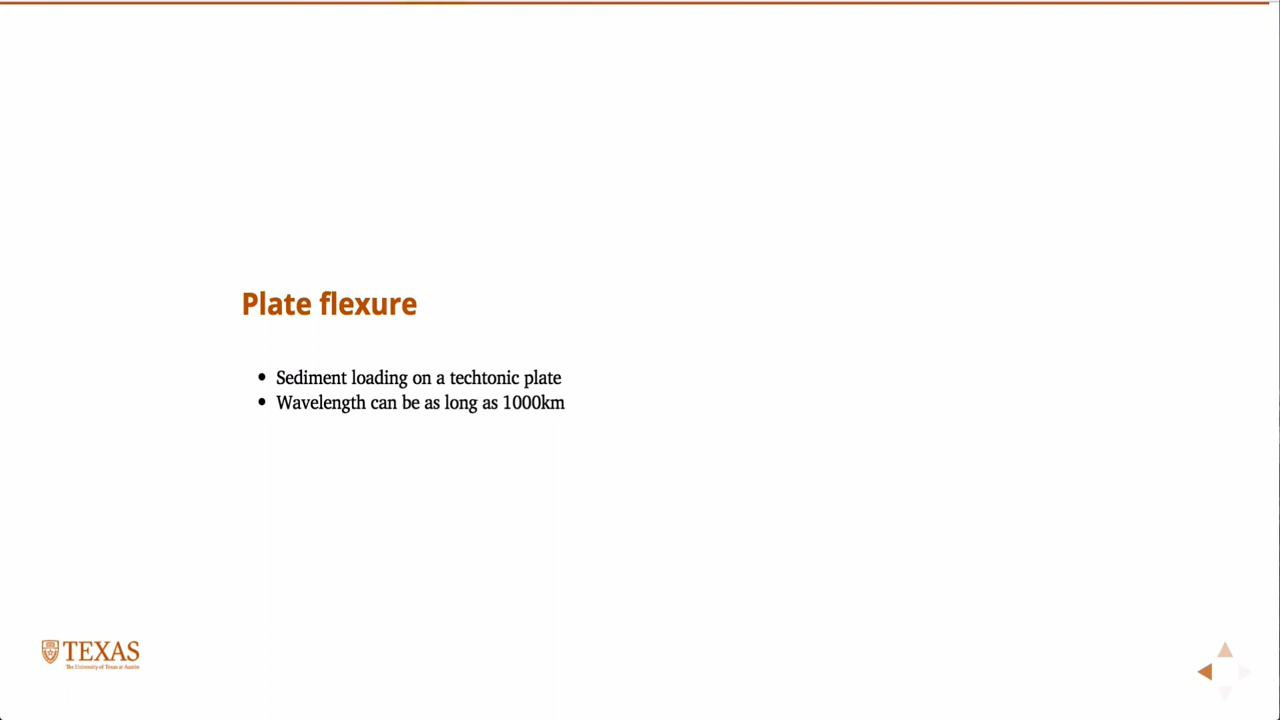 Plate flexure
• Sediment loading on a techtonic plate
• Wavelength can be as long as 1000km
TEXAS
The University of Texas at Austin